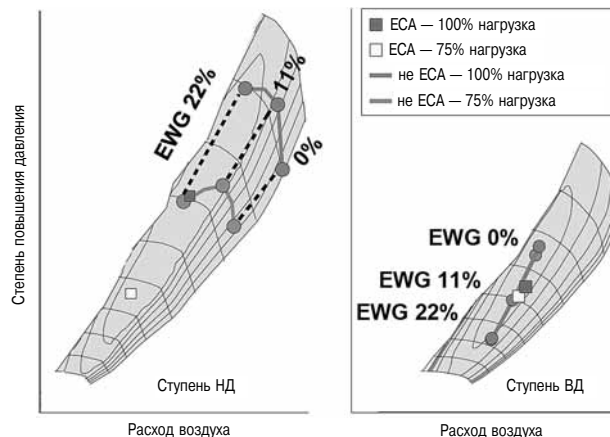 ECA — 100% нагрузка
ECA — 75% нагрузка
не ECA — 100% нагрузка
не ECA — 75% нагрузка
Степень повышения давления
EWG 22%
11%
0%
Ступень НД
Расход воздуха
EWG 0%
EWG 11%
EWG 22%
Ступень ВД
Расход воздуха